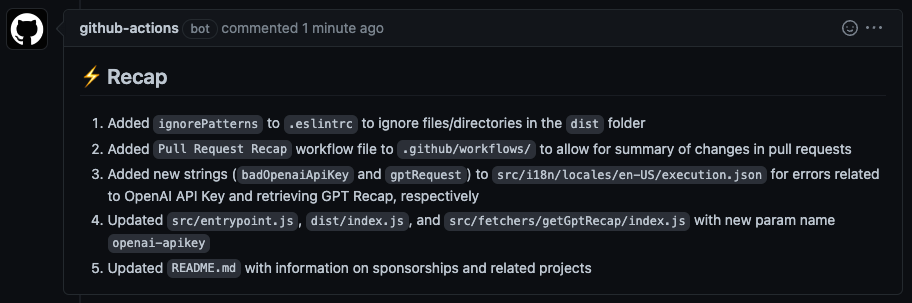 github-actions bot commented 1 minute ago
⚡ Recap
1. Added ignorePatterns to .eslintrc to ignore files/directories in the dist folder
2. Added Pull Request Recap workflow file to .github/workflows/ to allow for summary of changes in pull requests
3. Added new strings (badOpenaiApiKey and gptRequest) to src/i18n/locales/en-US/execution.json for errors related
to OpenAI API Key and retrieving GPT Recap, respectively
4. Updated src/entrypoint.js, dist/index.js, and src/fetchers/getGptRecap/index.js with new param name
openai-apikey
5. Updated README.md with information on sponsorships and related projects